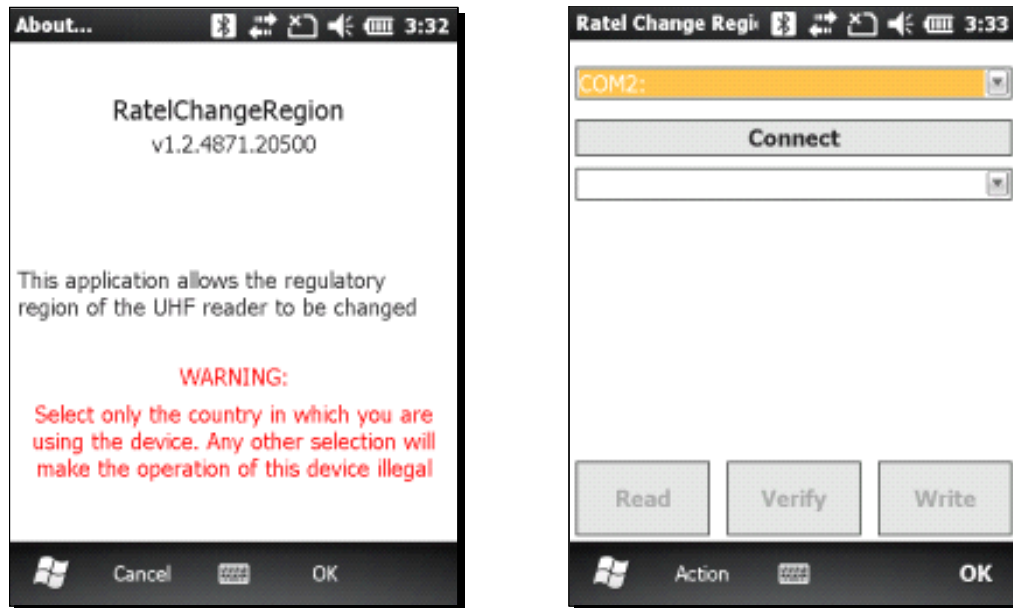 About...
3:32
RatelChangeRegion
v1.2.4871.20500
This application allows the regulatory
region of the UHF reader to be changed
WARNING:
Select only the country in which you are
using the device. Any other selection will
make the operation of this device illegal
Cancel
OK
Ratel Change Regi
3:33
COM2:
Connect
Read
Verify
Write
Action
OK